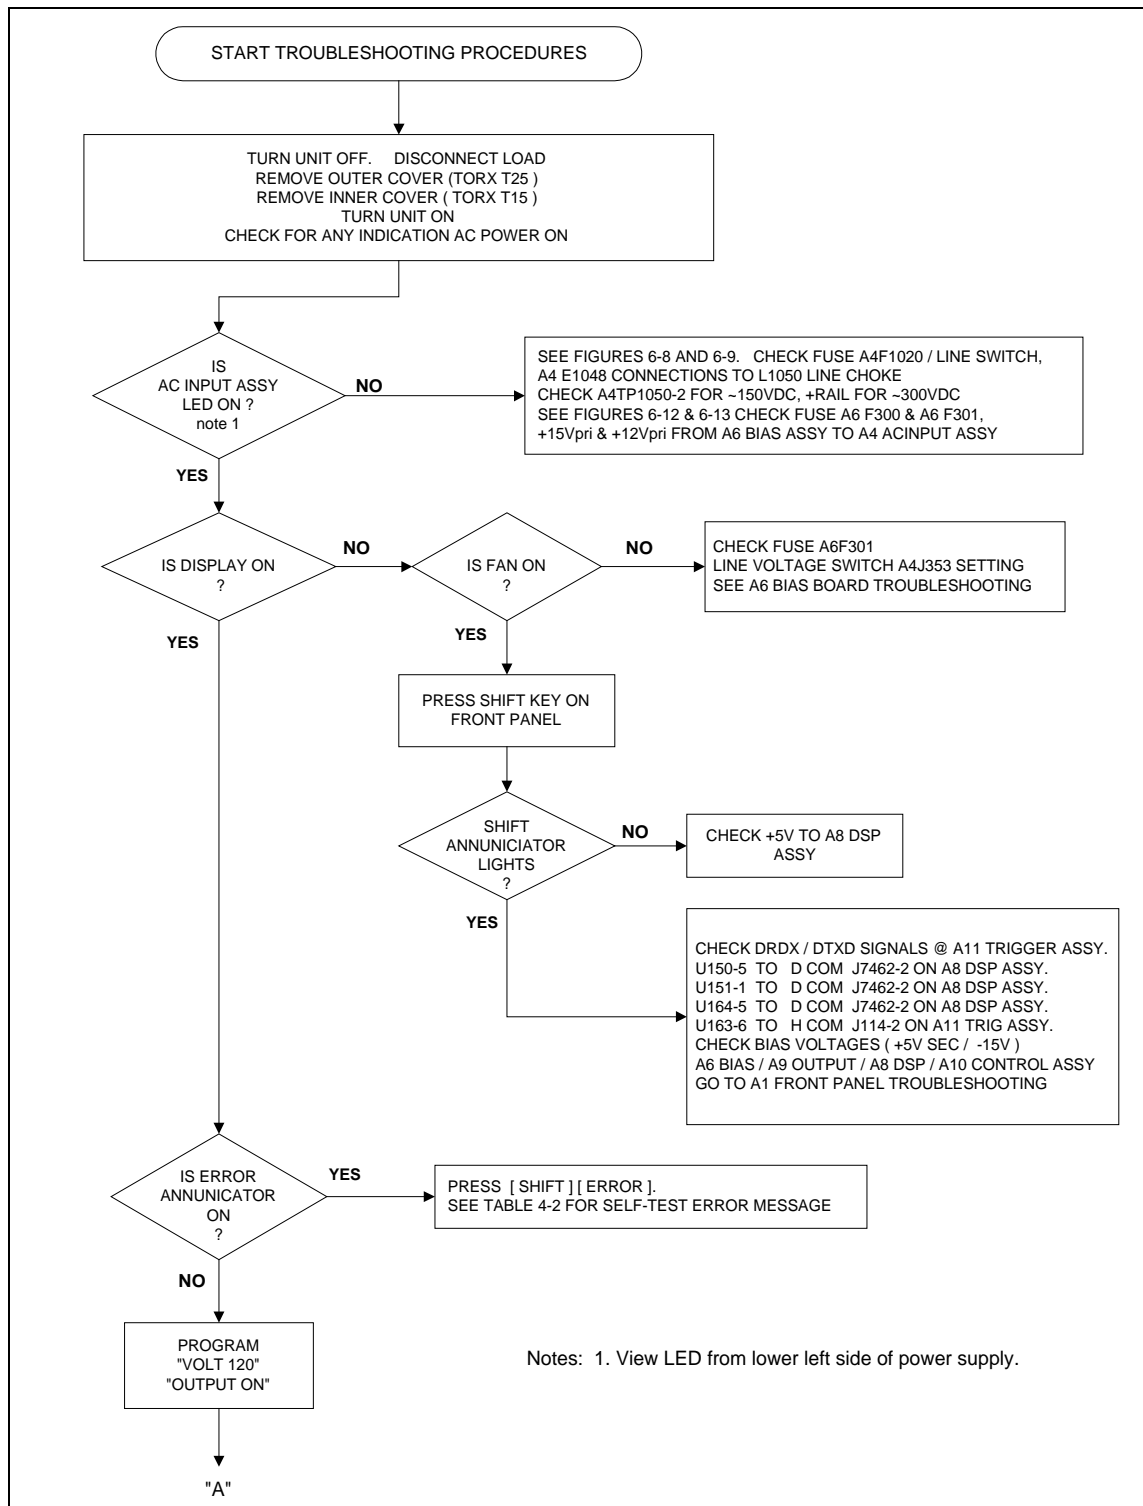 START TROUBLESHOOTING PROCEDURES
TURN UNIT OFF. DISCONNECT LOAD
REMOVE OUTER COVER (TORX T25 )
REMOVE INNER COVER ( TORX T15 )
TURN UNIT ON
CHECK FOR ANY INDICATION AC POWER ON
IS
AC INPUT ASSY
LED ON ?
note 1
NO
SEE FIGURES 6-8 AND 6-9. CHECK FUSE A4F1020 / LINE SWITCH,
A4 E1048 CONNECTIONS TO L1050 LINE CHOKE
CHECK A4TP1050-2 FOR ~150VDC, +RAIL FOR ~300VDC
SEE FIGURES 6-12 & 6-13 CHECK FUSE A6 F300 & A6 F301,
+15Vpri & +12Vpri FROM A6 BIAS ASSY TO A4 ACINPUT ASSY
YES
IS DISPLAY ON
?
NO
IS FAN ON
?
NO
CHECK FUSE A6F301
LINE VOLTAGE SWITCH A4J353 SETTING
SEE A6 BIAS BOARD TROUBLESHOOTING
YES
YES
PRESS SHIFT KEY ON
FRONT PANEL
SHIFT
ANNUNICIATOR
LIGHTS
?
NO
CHECK +5V TO A8 DSP
ASSY
YES
CHECK DRDX / DTXD SIGNALS @ A11 TRIGGER ASSY.
U150-5 TO D COM J7462-2 ON A8 DSP ASSY.
U151-1 TO D COM J7462-2 ON A8 DSP ASSY.
U164-5 TO D COM J7462-2 ON A8 DSP ASSY.
U163-6 TO H COM J114-2 ON A11 TRIG ASSY.
CHECK BIAS VOLTAGES ( +5V SEC / -15V )
A6 BIAS / A9 OUTPUT / A8 DSP / A10 CONTROL ASSY
GO TO A1 FRONT PANEL TROUBLESHOOTING
IS ERROR
ANNUNICATOR
ON
?
YES
PRESS [ SHIFT ] [ ERROR ].
SEE TABLE 4-2 FOR SELF-TEST ERROR MESSAGE
NO
PROGRAM
"VOLT 120"
"OUTPUT ON"
Notes: 1. View LED from lower left side of power supply.
"A"